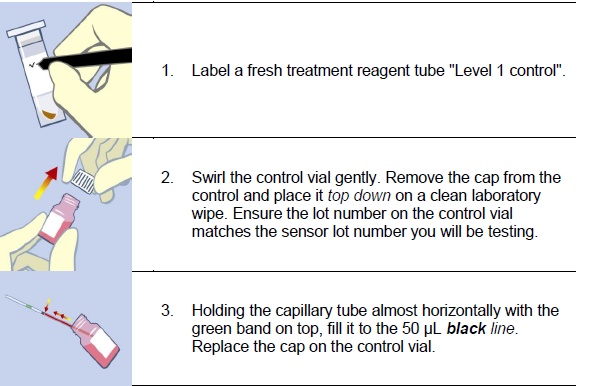 1. Label a fresh treatment reagent tube "Level 1 control".
2. Swirl the control vial gently. Remove the cap from the
control and place it top down on a clean laboratory
wipe. Ensure the lot number on the control vial
matches the sensor lot number you will be testing.
3. Holding the capillary tube almost horizontally with the
green band on top, fill it to the 50 µL black line.
Replace the cap on the control vial.